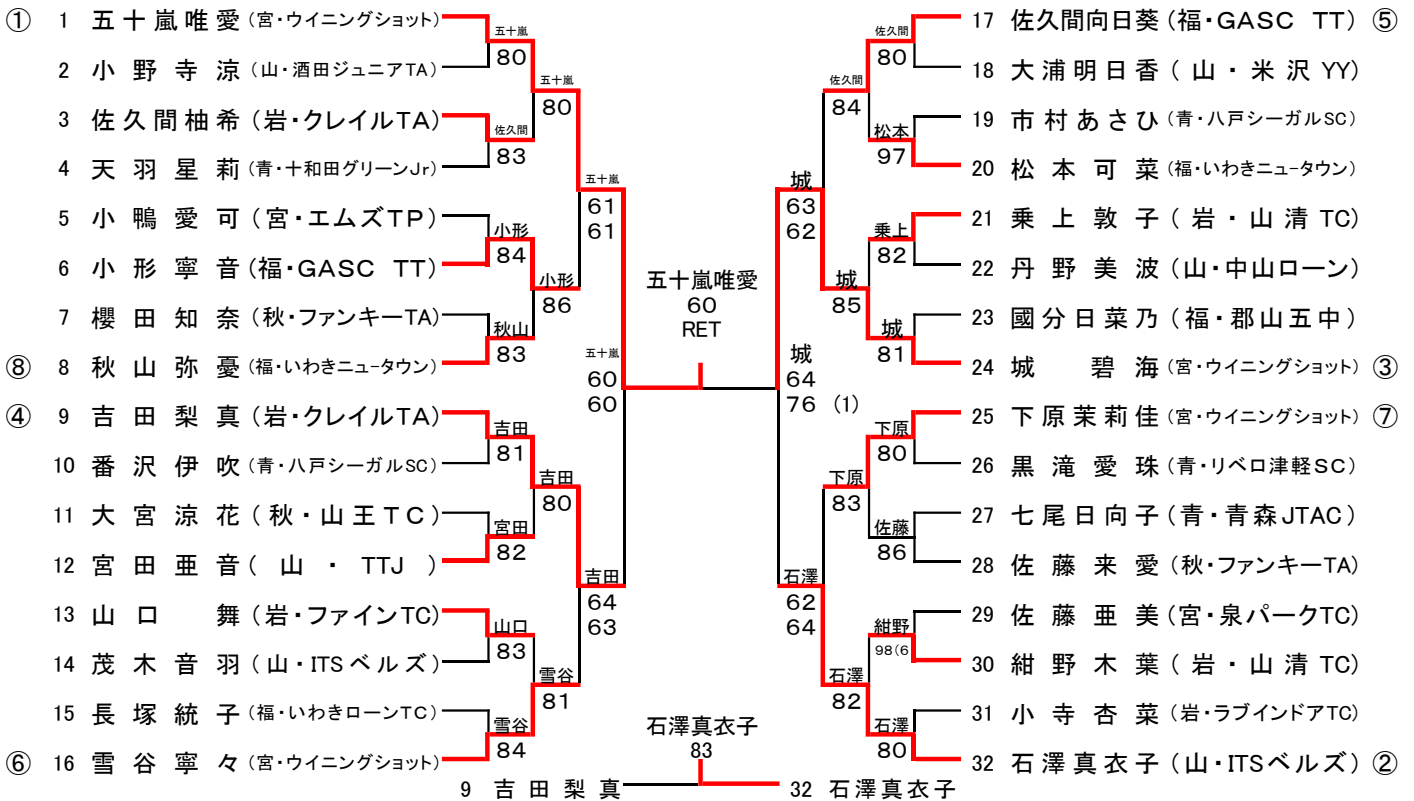 ① 1 五十嵐唯愛 (宮・ウイニングショット)
2 小野寺涼 (山・酒田ジュニアTA)
3 佐久間柚希 (岩・クレイルTA)
4 天羽星莉 (青・十和田グリーンJr)
5 小鴨愛可 (宮・エムズTP)
6 小形寧音 (福・GASC TT)
7 櫻田知奈 (秋・ファンキーTA)
⑧ 8 秋山弥憂 (福・いわきニュータウン)
④ 9 吉田梨真 (岩・クレイルTA)
10 番沢伊吹 (青・八戸シーガルSC)
11 大宮涼花 (秋・山王TC)
12 宮田亜音 (山・TTJ)
13 山口舞 (岩・ファインTC)
14 茂木音羽 (山・ITSベルズ)
15 長塚統子 (福・いわきローンTC)
⑥ 16 雪谷寧々 (宮・ウイニングショット)
五十嵐
80
佐久間
83
小形
84
秋山
83
吉田
81
宮田
82
山口
83
雪谷
84
五十嵐
80
小形
86
吉田
80
雪谷
81
五十嵐
61
61
吉田
64
63
五十嵐
60
60
五十嵐唯愛
60
RET
城
64
76 (1)
城
63
62
石澤
62
64
佐久間
84
城
85
下原
83
石澤
82
佐久間
80
松本
97
乗上
82
城
81
下原
80
佐藤
86
紺野
98(6
石澤
80
17 佐久間向日葵 (福・GASC TT) ⑤
18 大浦明日香 (山・米沢YY)
19 市村あさひ (青・八戸シーガルSC)
20 松本可菜 (福・いわきニュータウン)
21 乗上敦子 (岩・山清TC)
22 丹野美波 (山・中山ローン)
23 國分日菜乃 (福・郡山五中)
24 城碧海 (宮・ウイニングショット) ③
25 下原茉莉佳 (宮・ウイニングショット) ⑦
26 黒滝愛珠 (青・リベロ津軽SC)
27 七尾日向子 (青・青森JTAC)
28 佐藤来愛 (秋・ファンキーTA)
29 佐藤亜美 (宮・泉パークTC)
30 紺野木葉 (岩・山清TC)
31 小寺杏菜 (岩・ラブインドアTC)
32 石澤真衣子 (山・ITSベルズ) ②
石澤真衣子
83
9 吉田梨真
32 石澤真衣子